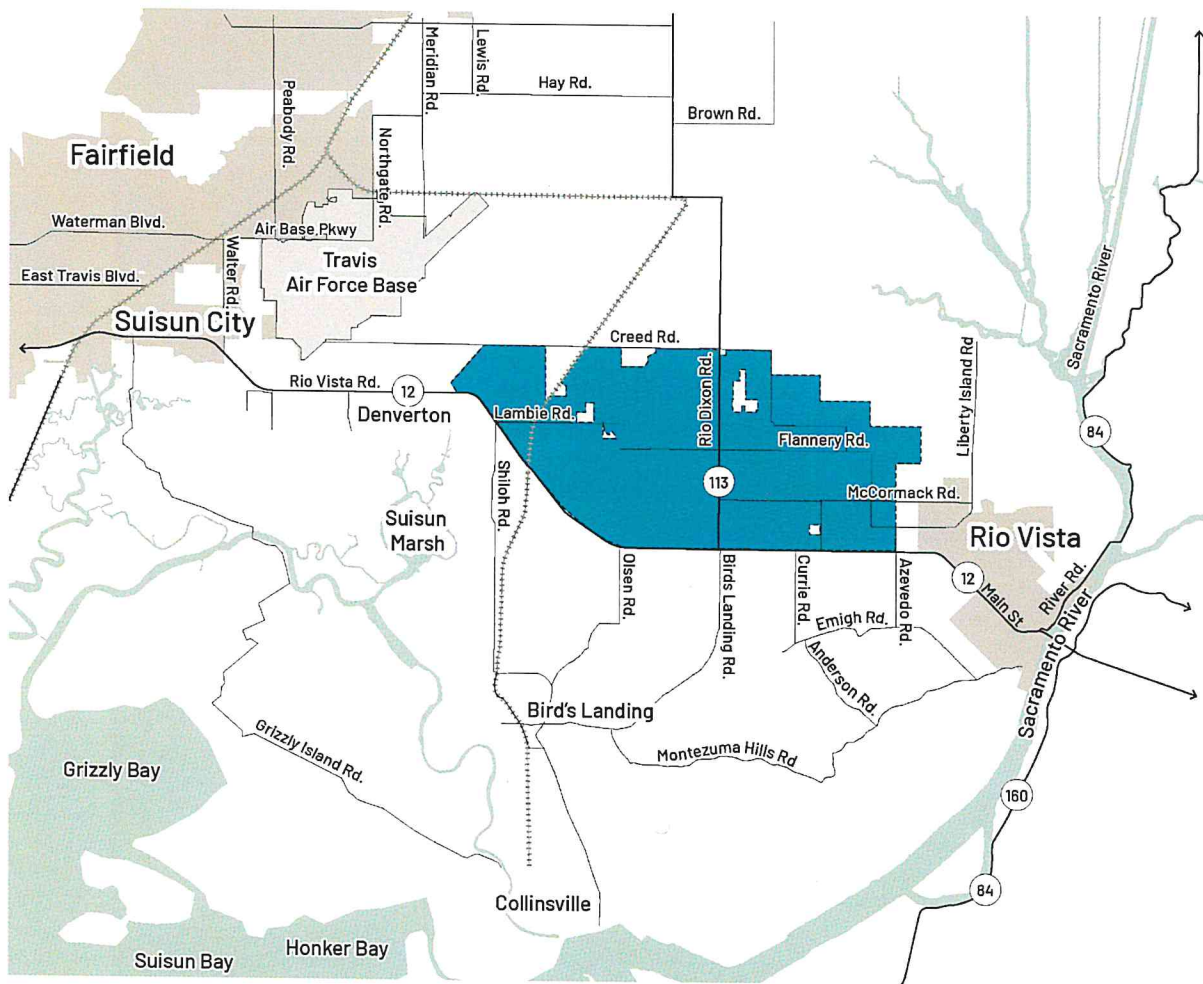 Meridian Rd.
Lewis Rd.
Hay Rd.
Peabody Rd.
Brown Rd.
Northgate Rd.
Fairfield
Waterman Blvd.
Air Base Pkwy
Walter Rd.
Travis
Air Force Base
East Travis Blvd.
Suisun City
Sacramento River
Creed Rd.
Rio Dixon Rd.
Liberty Island Rd
Rio Vista Rd.
12
Denverton
Lambie Rd.
Flannery Rd.
84
Shiloh Rd.
113
McCormack Rd.
Suisun
Marsh
Rio Vista
Olsen Rd.
Birds Landing Rd.
Currie Rd.
Azevedo Rd.
12
Main St
River Rd.
Emigh Rd.
Anderson Rd.
Sacramento River
Bird's Landing
Montezuma Hills Rd
Grizzly Island Rd.
Grizzly Bay
160
84
Collinsville
Honker Bay
Suisun Bay